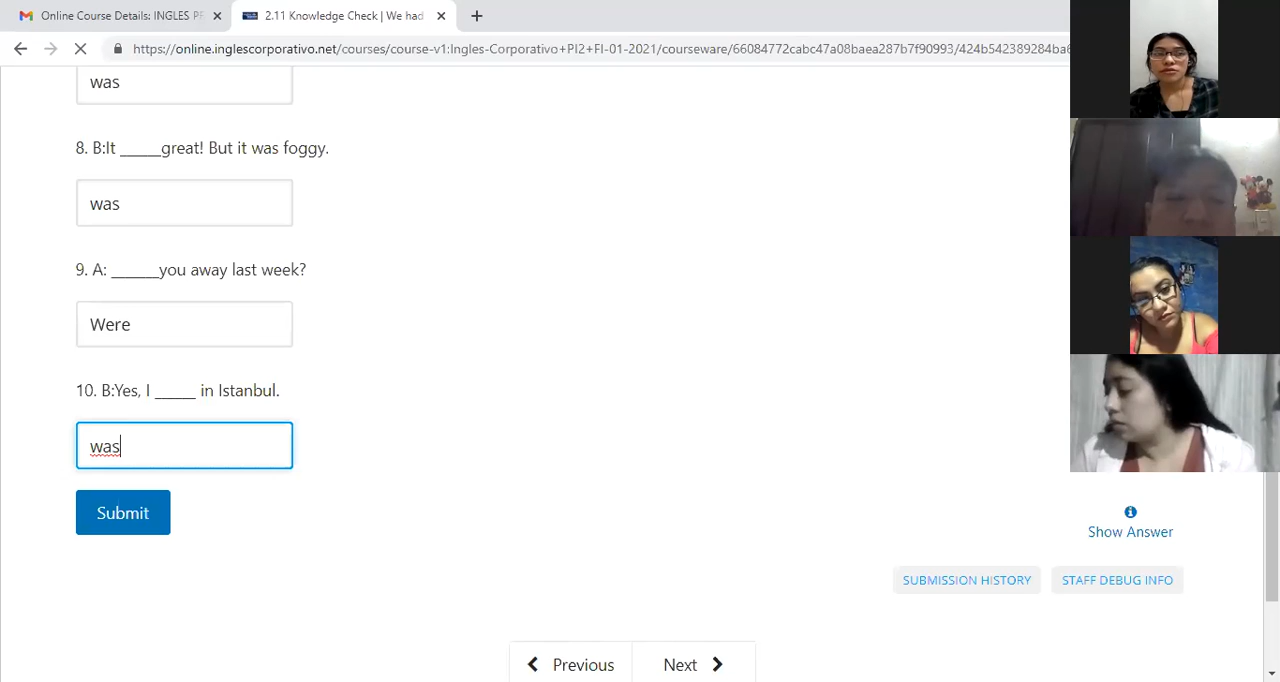 Online Course Details: INGLES PF
2.11 Knowledge Check | We had
https://online.inglescorporativo.net/courses/course-v1:Ingles-Corporativo+PI2+FI-01-2021/courseware/66084772cabc47a08baea287b7f90993/424b542389284ba6
was
8. B:It _____great! But it was foggy.
was
9. A: ______you away last week?
Were
10. B:Yes, I _____ in Istanbul.
was
Submit
Show Answer
SUBMISSION HISTORY STAFF DEBUG INFO
Previous Next